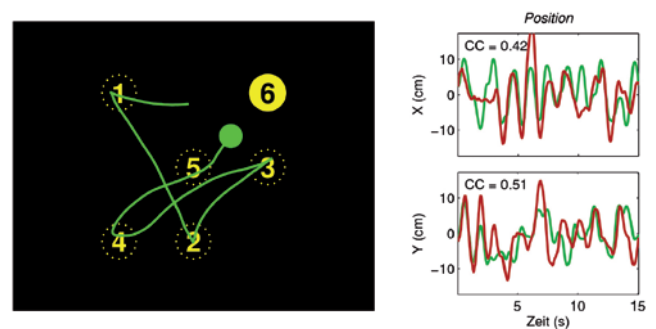 1
6
5
3
4
2
Position
CC = 0.42
10
0
-10
X (cm)
CC = 0.51
10
0
-10
Y (cm)
5 10 15
Zeit (s)